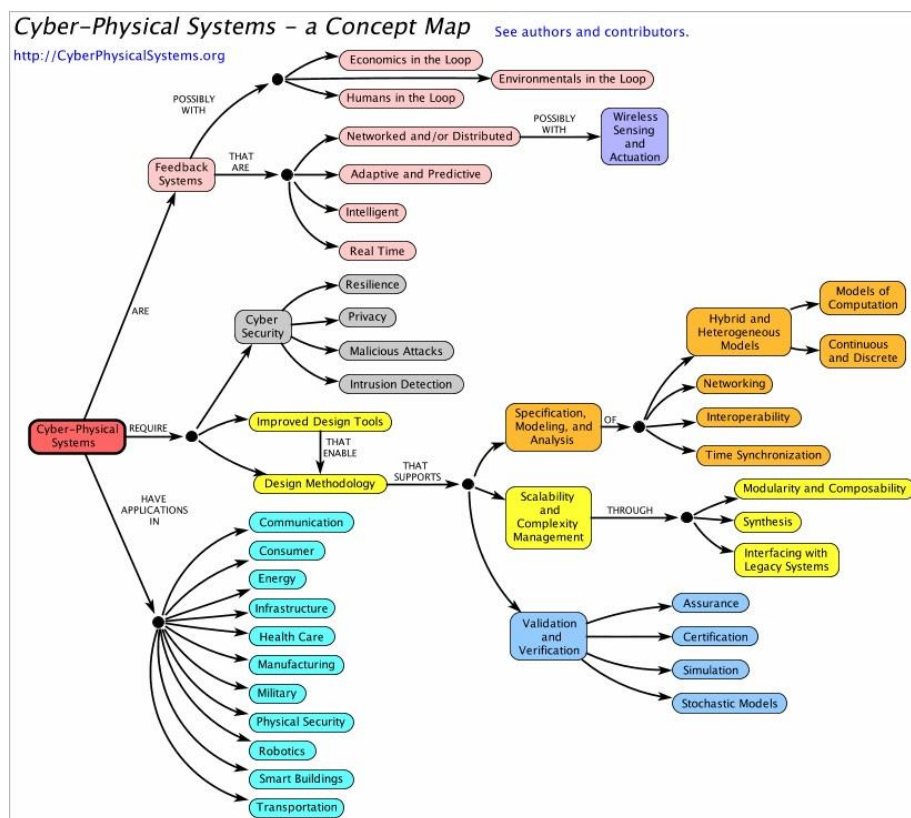 Cyber-Physical Systems - a Concept Map
See authors and contributors.
http://CyberPhysicalSystems.org
Economics in the Loop
Environmentals in the Loop
Humans in the Loop
POSSIBLY
WITH
Networked and/or Distributed
POSSIBLY
WITH
Wireless
Sensing
and
Actuation
Feedback
Systems
THAT
ARE
Adaptive and Predictive
Intelligent
Real Time
ARE
Resilience
Cyber
Security
Privacy
Malicious Attacks
Intrusion Detection
Models of
Computation
Hybrid and
Heterogeneous
Models
Continuous
and Discrete
Networking
Cyber-Physical
Systems
REQUIRE
Improved Design Tools
THAT
ENABLE
Design Methodology
THAT
SUPPORTS
Specification,
Modeling, and
Analysis
OF
Interoperability
Time Synchronization
Scalability
and
Complexity
Management
THROUGH
Modularity and Composability
Synthesis
Interfacing with
Legacy Systems
HAVE
APPLICATIONS
IN
Communication
Consumer
Energy
Infrastructure
Health Care
Manufacturing
Military
Physical Security
Robotics
Smart Buildings
Transportation
Validation
and
Verification
Assurance
Certification
Simulation
Stochastic Models